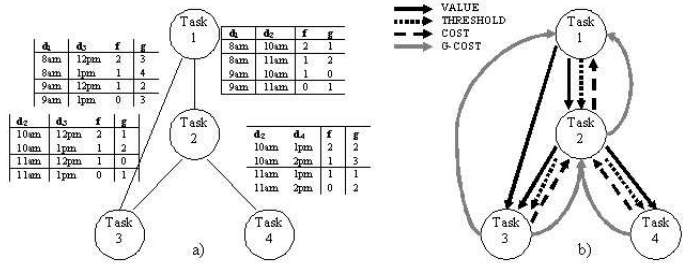 d₁ d₃ f g
8am 12pm 2 3
8am 1pm 1 4
9am 12pm 1 2
9am 1pm 0 3
Task
1
d₁ d₂ f g
8am 10am 2 1
8am 11am 1 2
9am 10am 1 0
9am 11am 0 1
d₂ d₃ f g
10am 12pm 2 1
10am 1pm 1 2
11am 12pm 1 0
11am 1pm 0 1
Task
2
d₂ d₄ f g
10am 1pm 2 2
10am 2pm 1 3
11am 1pm 1 1
11am 2pm 0 2
Task
3
a)
Task
4
VALUE
THRESHOLD
COST
G-COST
Task
1
Task
2
Task
3
b)
Task
4